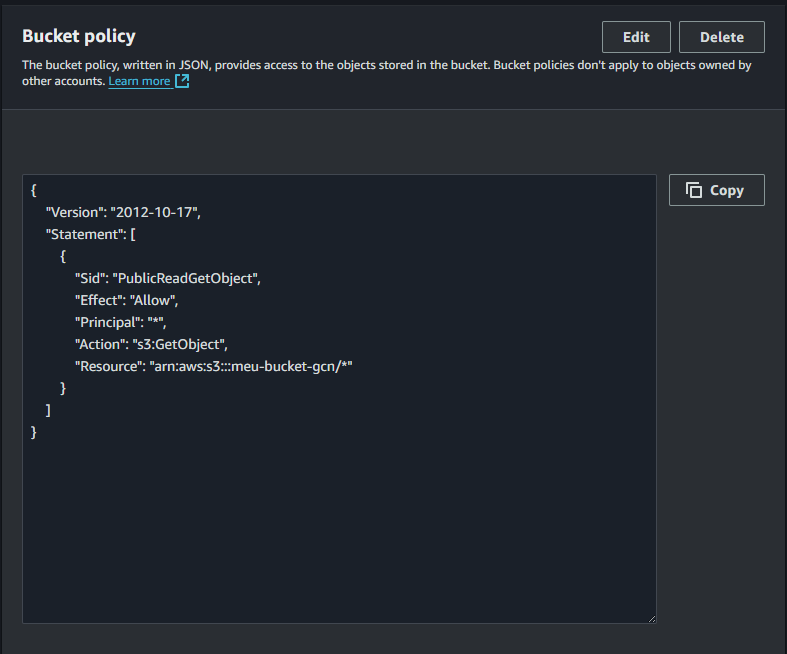 Bucket policy
Edit
Delete
The bucket policy, written in JSON, provides access to the objects stored in the bucket. Bucket policies don't apply to objects owned by
other accounts. Learn more
Copy
{
"Version": "2012-10-17",
"Statement": [
{
"Sid": "PublicReadGetObject",
"Effect": "Allow",
"Principal": "*",
"Action": "s3:GetObject",
"Resource": "arn:aws:s3:::meu-bucket-gcn/*"
}
]
}